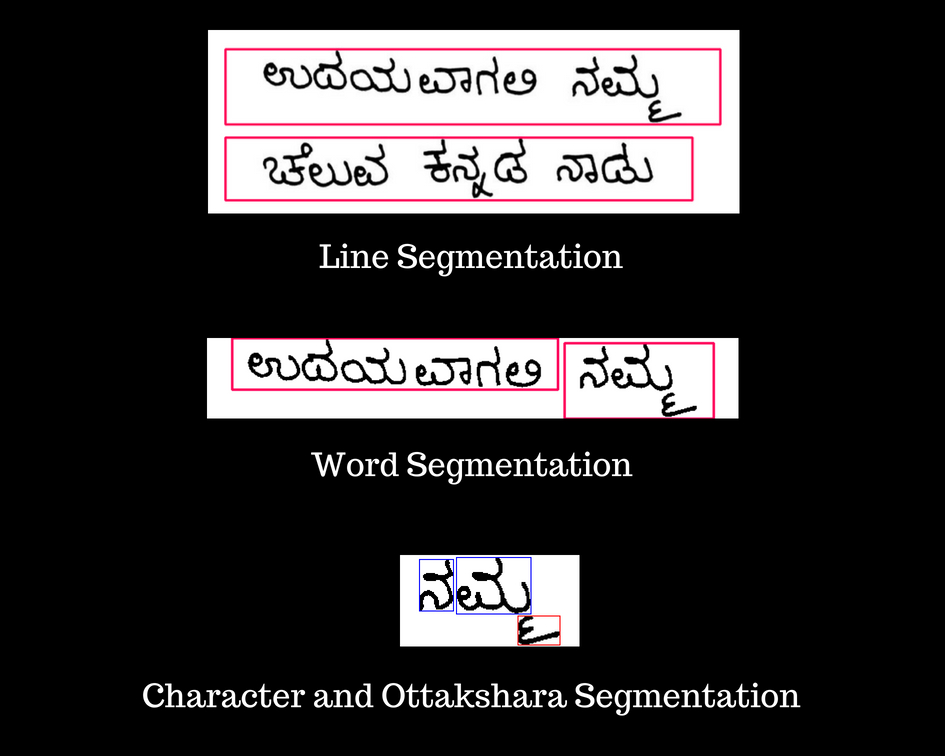 ಉದಯವಾಗಲಿ ನಮ್ಮ
ಚೆಲುವ ಕನ್ನಡ ನಾಡು
Line Segmentation
ಉದಯವಾಗಲಿ ನಮ್ಮ
Word Segmentation
ನಮ್ಮ
Character and Ottakshara Segmentation